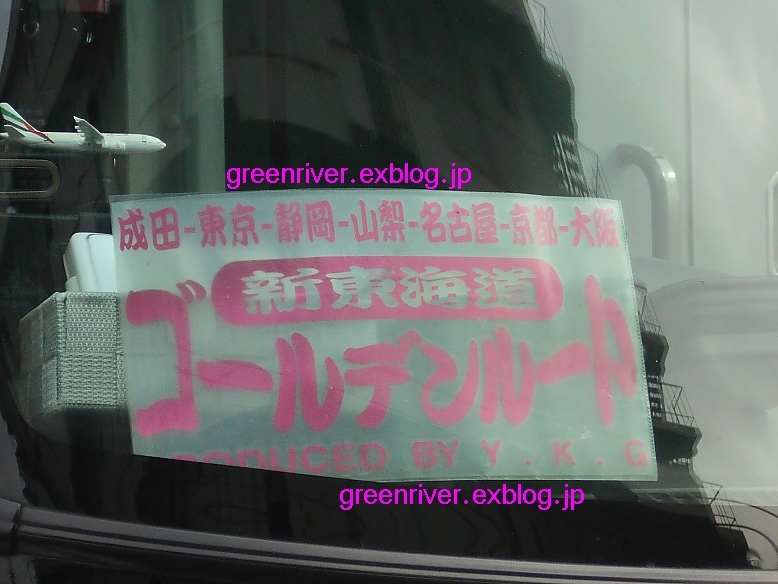 greenriver.exblog.jp
成田-東京-静岡-山梨-名古屋-京都-大阪
新東海道
ゴールデンルート
PRODUCED BY Y.K.G
greenriver.exblog.jp